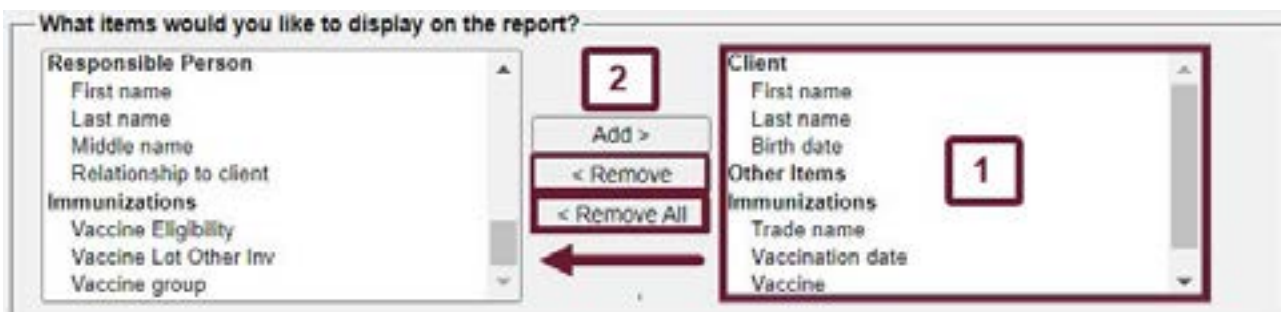 What items would you like to display on the report?
Responsible Person
First name
Last name
Middle name
Relationship to client
Immunizations
Vaccine Eligibility
Vaccine Lot Other Inv
Vaccine group
2
Add >
< Remove
< Remove All
Client
First name
Last name
Birth date
Other Items
Immunizations
Trade name
Vaccination date
Vaccine
1